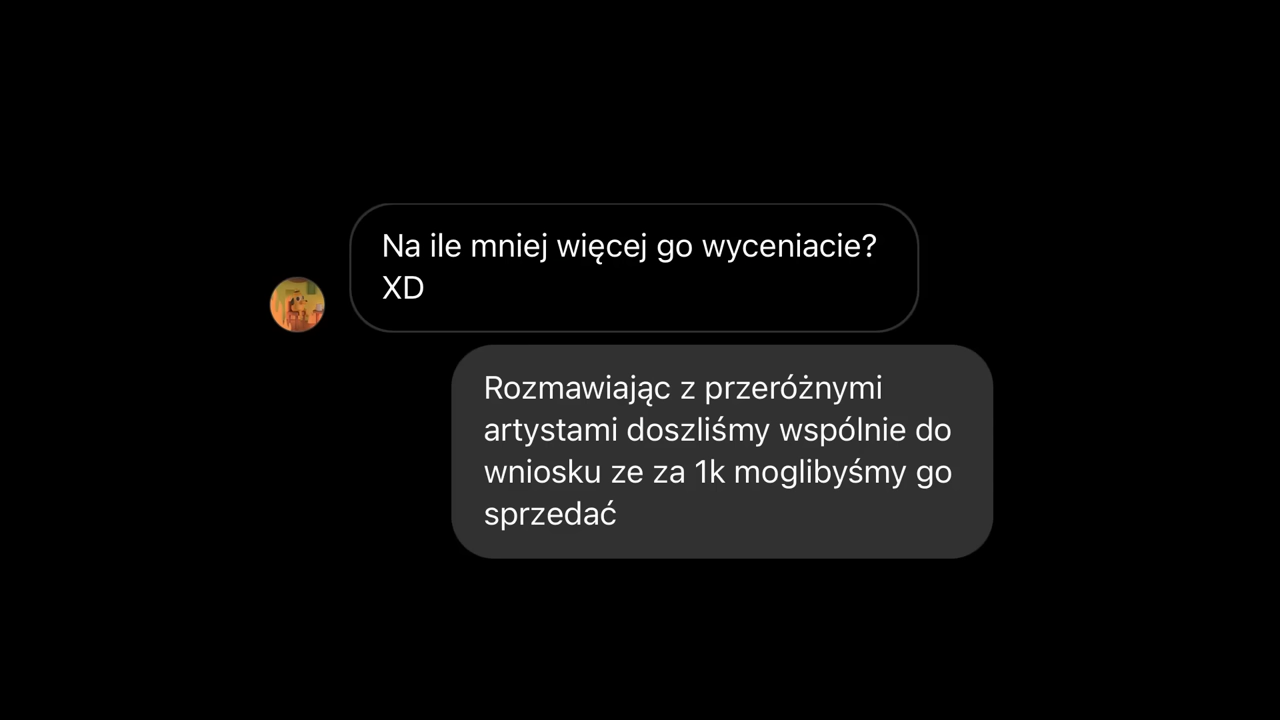 Na ile mniej więcej go wyceniacie?
XD
Rozmawiając z przeróżnymi
artystami doszliśmy wspólnie do
wniosku ze za 1k moglibyśmy go
sprzedać